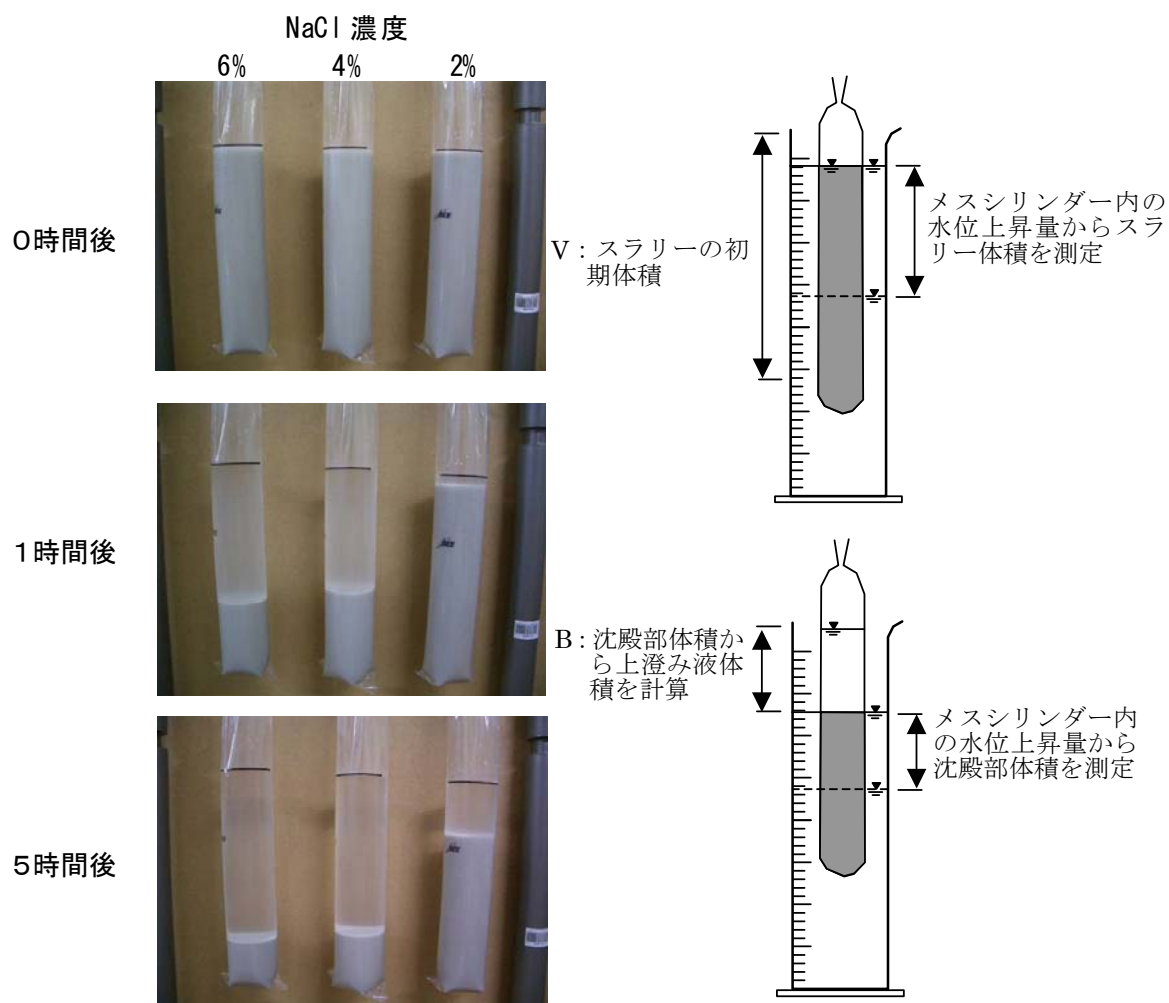 NaCl 濃度
6% 4% 2%
0時間後
1時間後
5時間後
V：スラリーの初
期体積
メスシリンダー内の
水位上昇量からスラ
リー体積を測定
B：沈殿部体積か
ら上澄み液体
積を計算
メスシリンダー内
の水位上昇量から
沈殿部体積を測定